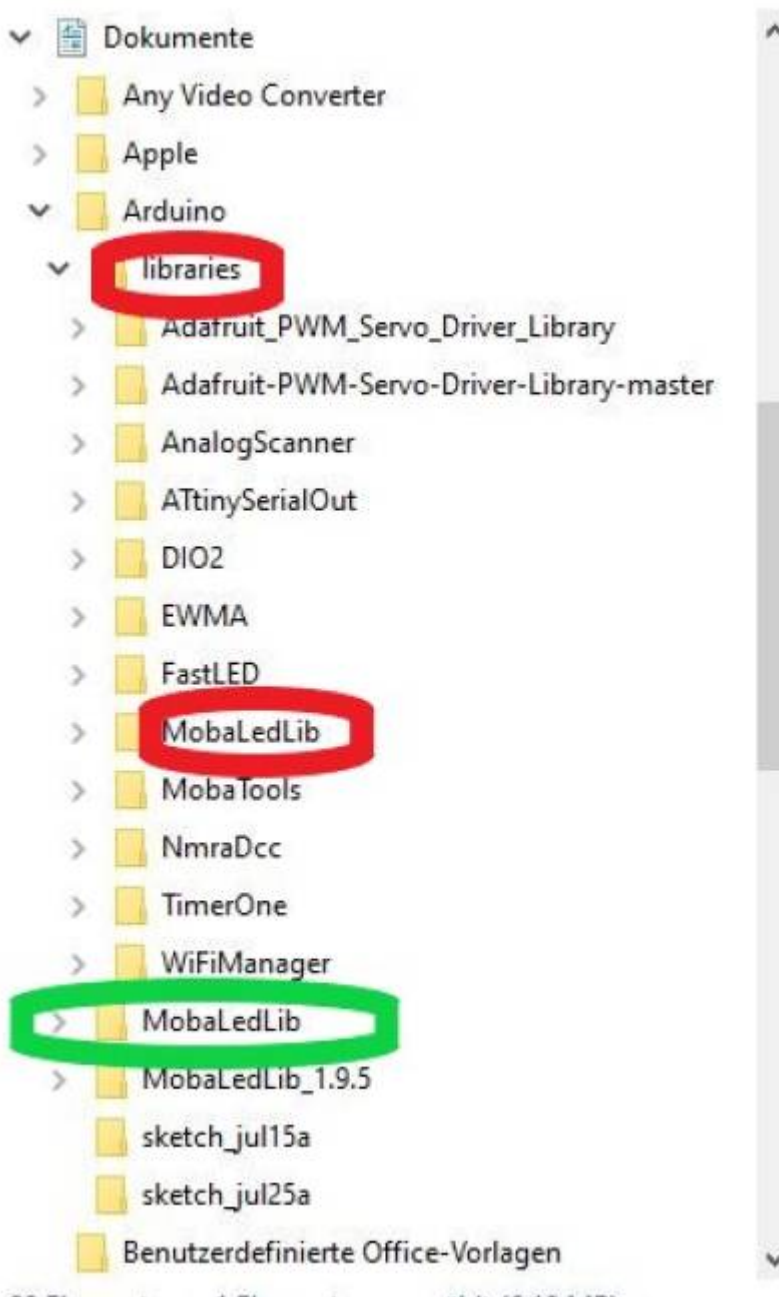 Dokumente
Any Video Converter
Apple
Arduino
libraries
Adafruit_PWM_Servo_Driver_Library
Adafruit-PWM-Servo-Driver-Library-master
AnalogScanner
ATtinySerialOut
DIO2
EWMA
FastLED
MobaLedLib
MobaTools
NmraDcc
TimerOne
WiFiManager
MobaLedLib
MobaLedLib_1.9.5
sketch_jul15a
sketch_jul25a
Benutzerdefinierte Office-Vorlagen